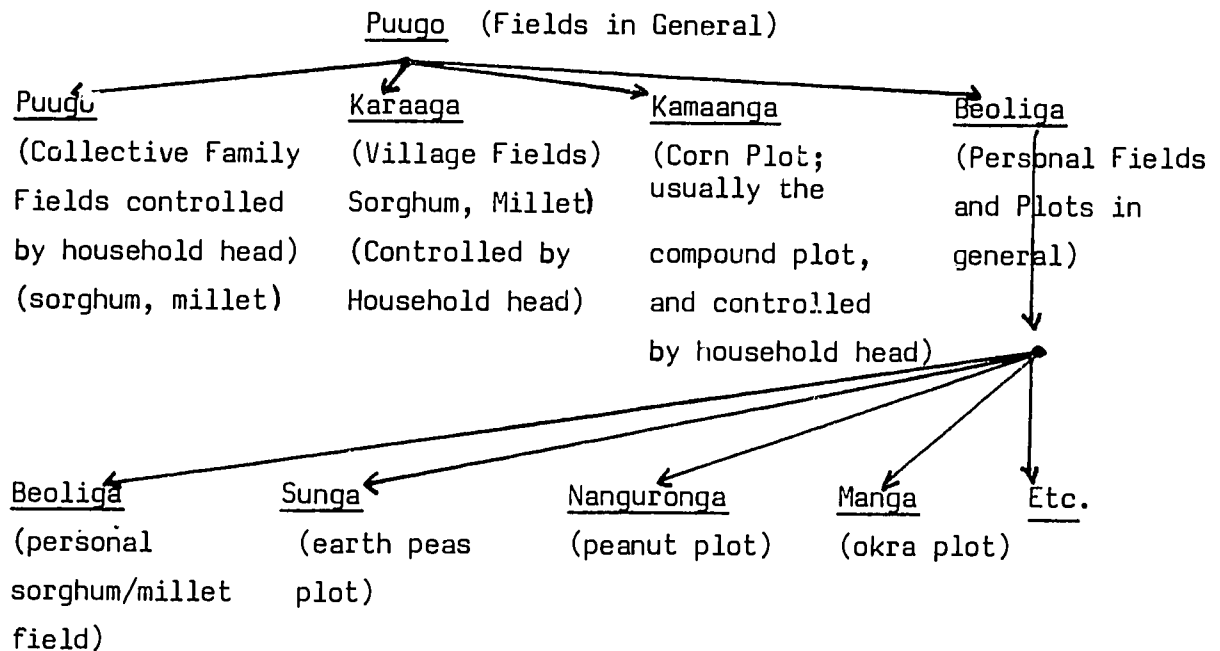 Puugo (Fields in General)
Puugo
(Collective Family
Fields controlled
by household head)
(sorghum, millet)
Karaaga
(Village Fields)
Sorghum, Millet)
(Controlled by
Household head)
Kamaanga
(Corn Plot;
usually the
compound plot,
and controlled
by household head)
Beoliga
(Personal Fields
and Plots in
general)
Beoliga
(personal
sorghum/millet
field)
Sunga
(earth peas
plot)
Nanguronga
(peanut plot)
Manga
(okra plot)
Etc.